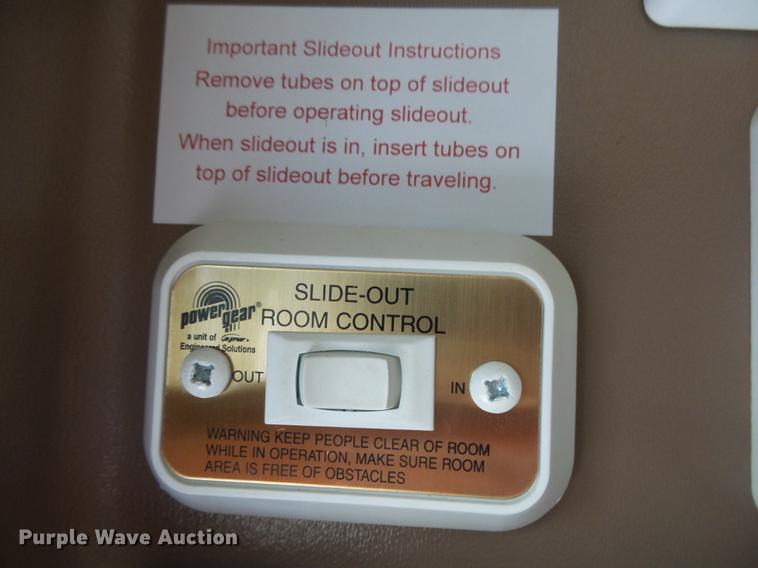 Important Slideout Instructions
Remove tubes on top of slideout
before operating slideout.
When slideout is in, insert tubes on
top of slideout before traveling.
powergear®
a unit of
Engineered Solutions
SLIDE-OUT
ROOM CONTROL
OUT
IN
WARNING KEEP PEOPLE CLEAR OF ROOM
WHILE IN OPERATION, MAKE SURE ROOM
AREA IS FREE OF OBSTACLES
Purple Wave Auction